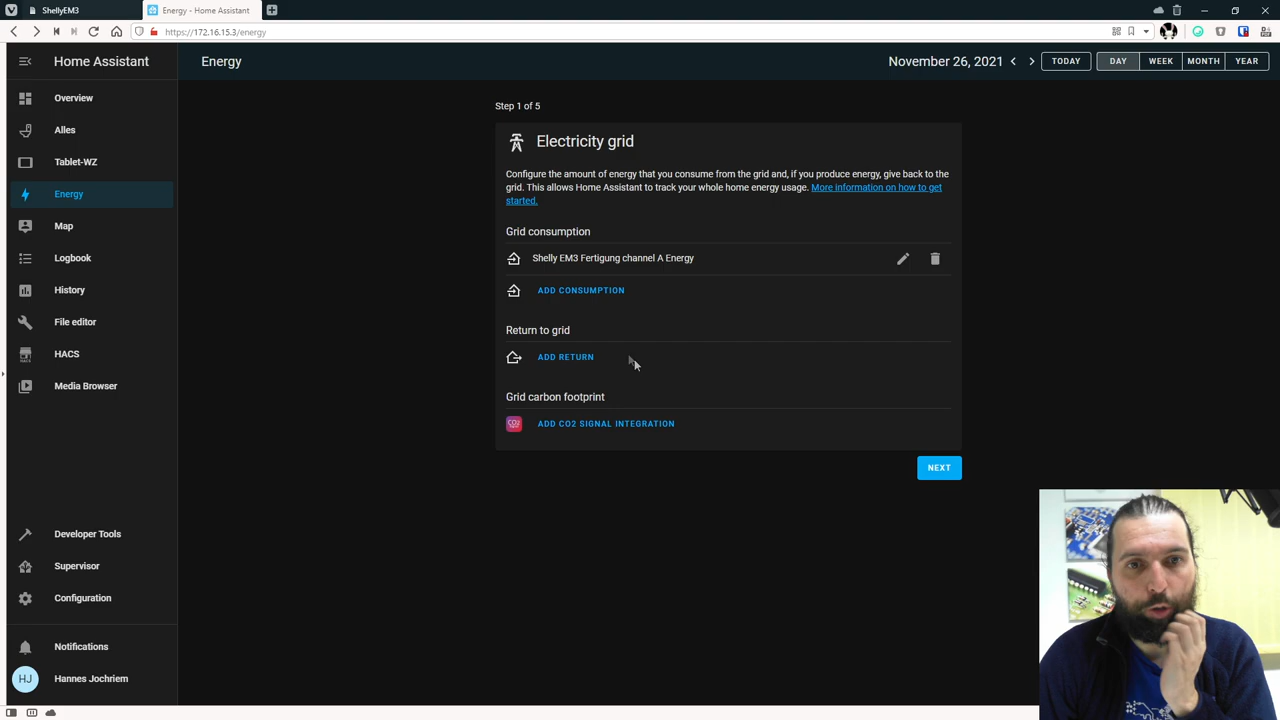 ShellyEM3
Energy - Home Assistant
https://172.16.15.3/energy
Home Assistant
Energy
November 26, 2021
TODAY
DAY
WEEK
MONTH
YEAR
Overview
Alles
Tablet-WZ
Energy
Map
Logbook
History
File editor
HACS
HACS
Media Browser
Developer Tools
Supervisor
Configuration
Notifications
HJ
Hannes Jochriem
Step 1 of 5
Electricity grid
Configure the amount of energy that you consume from the grid and, if you produce energy, give back to the
grid. This allows Home Assistant to track your whole home energy usage. More information on how to get
started.
Grid consumption
Shelly EM3 Fertigung channel A Energy
ADD CONSUMPTION
Return to grid
ADD RETURN
Grid carbon footprint
CO2
ADD CO2 SIGNAL INTEGRATION
NEXT